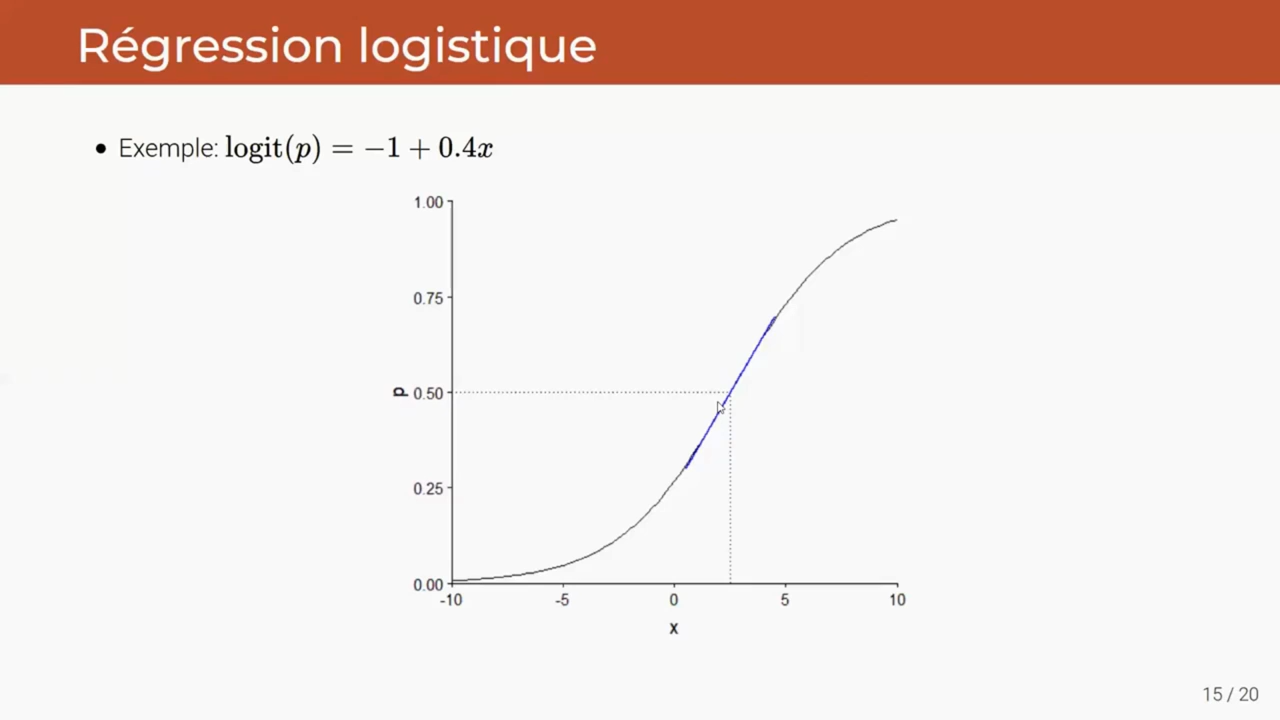 Régression logistique
• Exemple: logit(p) = −1 + 0.4x
1.00
0.75
p 0.50
0.25
0.00
-10 -5 0 5 10
x
15 / 20